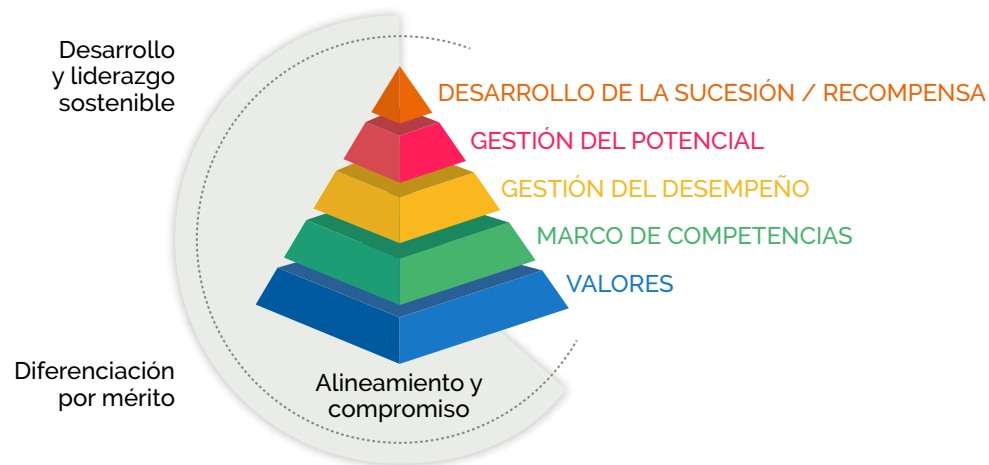 Desarrollo
y liderazgo
sostenible
DESARROLLO DE LA SUCESIÓN / RECOMPENSA
GESTIÓN DEL POTENCIAL
GESTIÓN DEL DESEMPEÑO
MARCO DE COMPETENCIAS
VALORES
Diferenciación
por mérito
Alineamiento y
compromiso